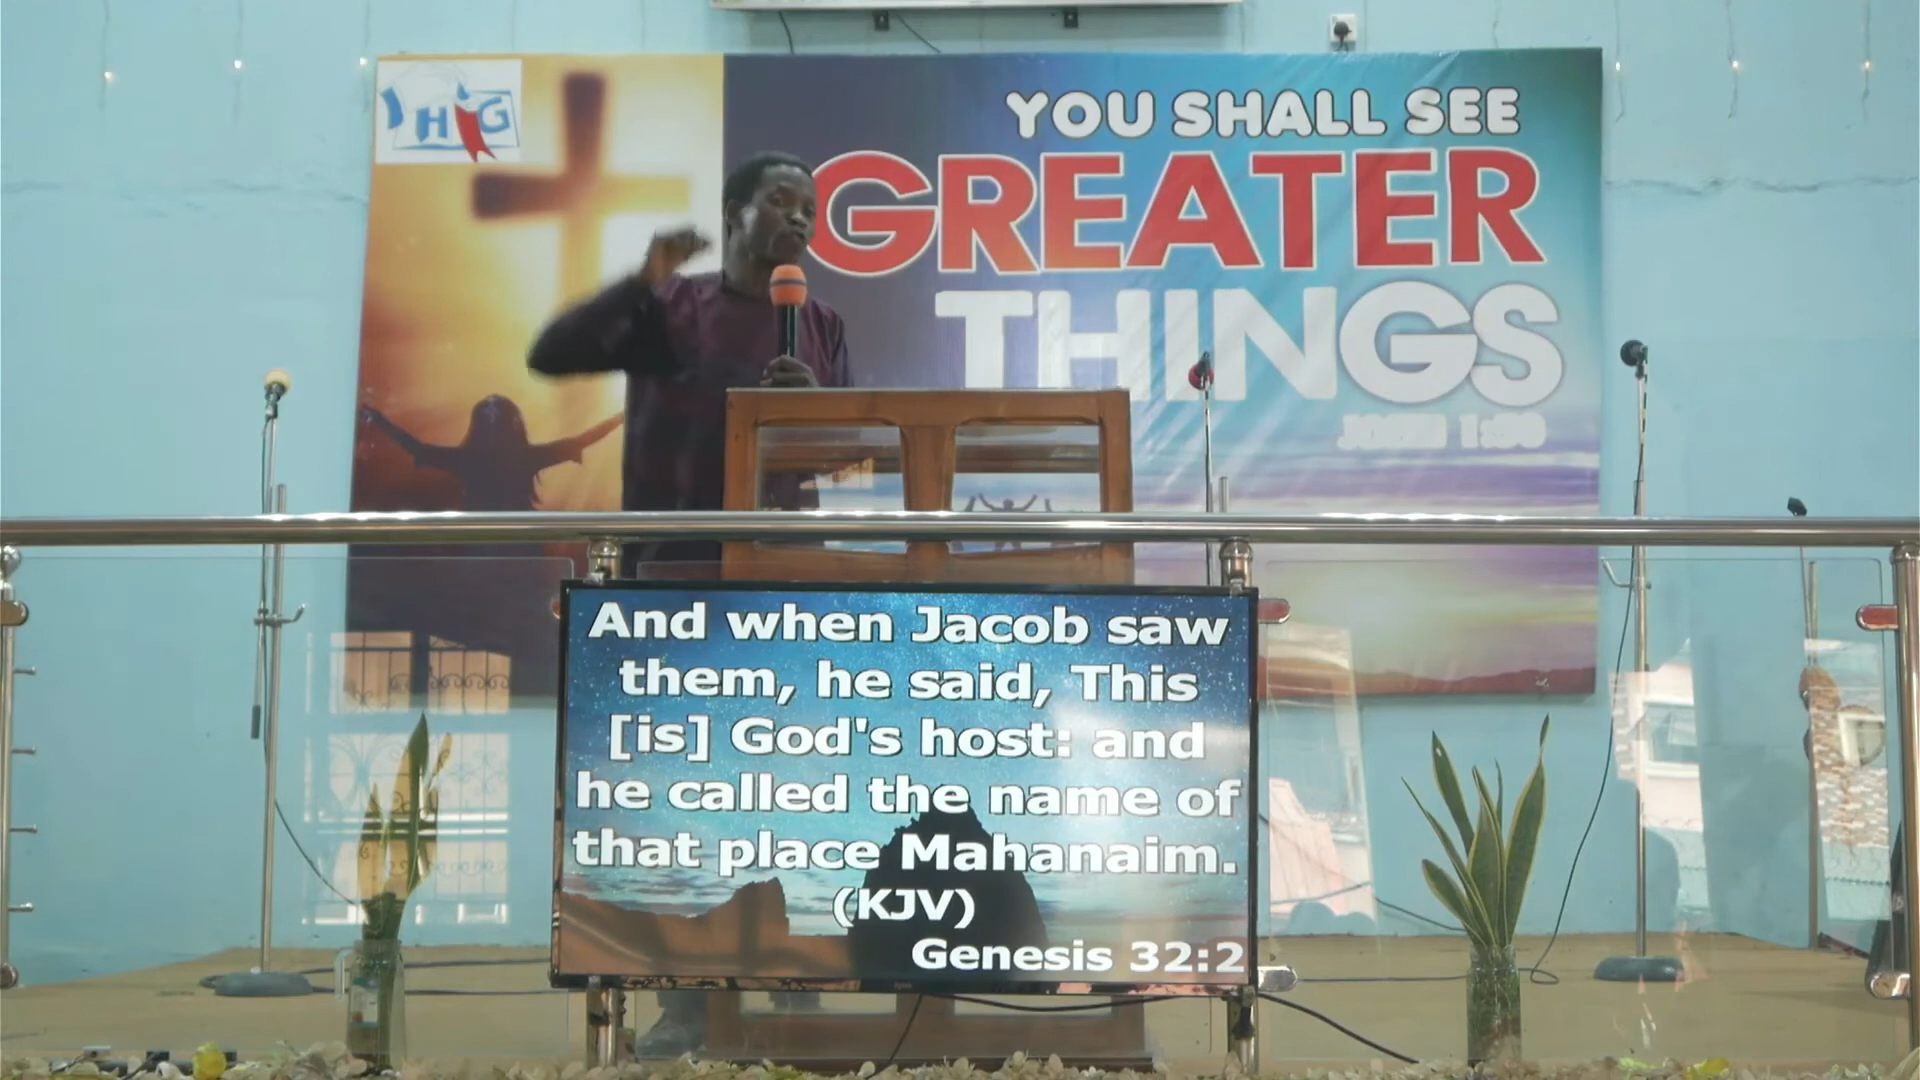 IHG
YOU SHALL SEE
GREATER
THINGS
And when Jacob saw
them, he said, This
[is] God's host: and
he called the name of
that place Mahanaim.
(KJV)
Genesis 32:2